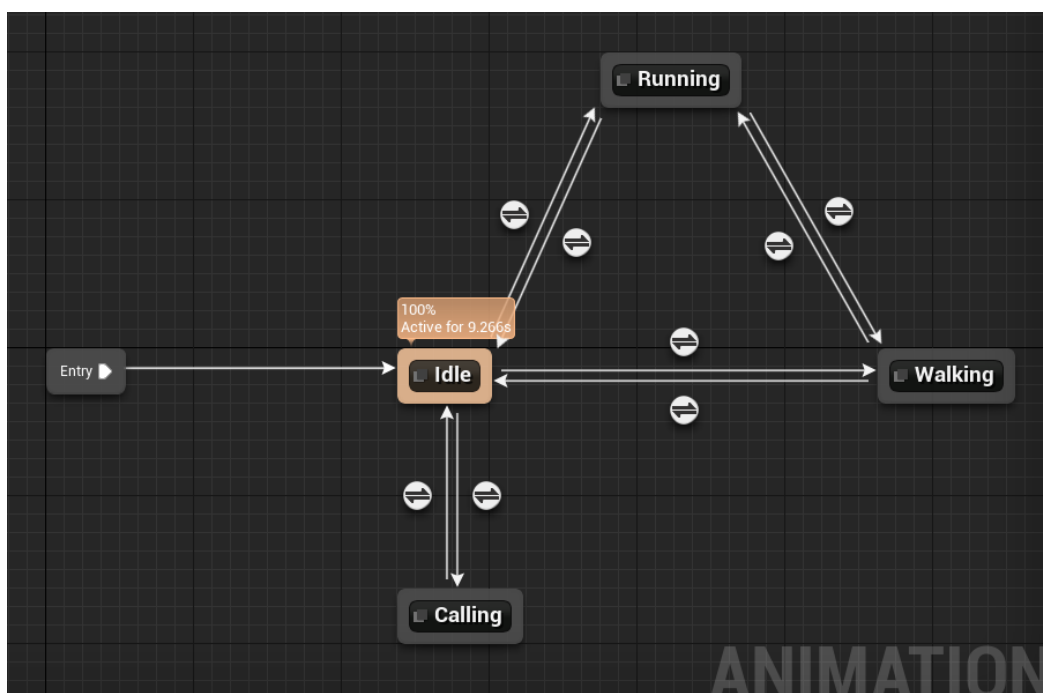 Running
100%
Active for 9.266s
Entry
Idle
Walking
Calling
ANIMATION